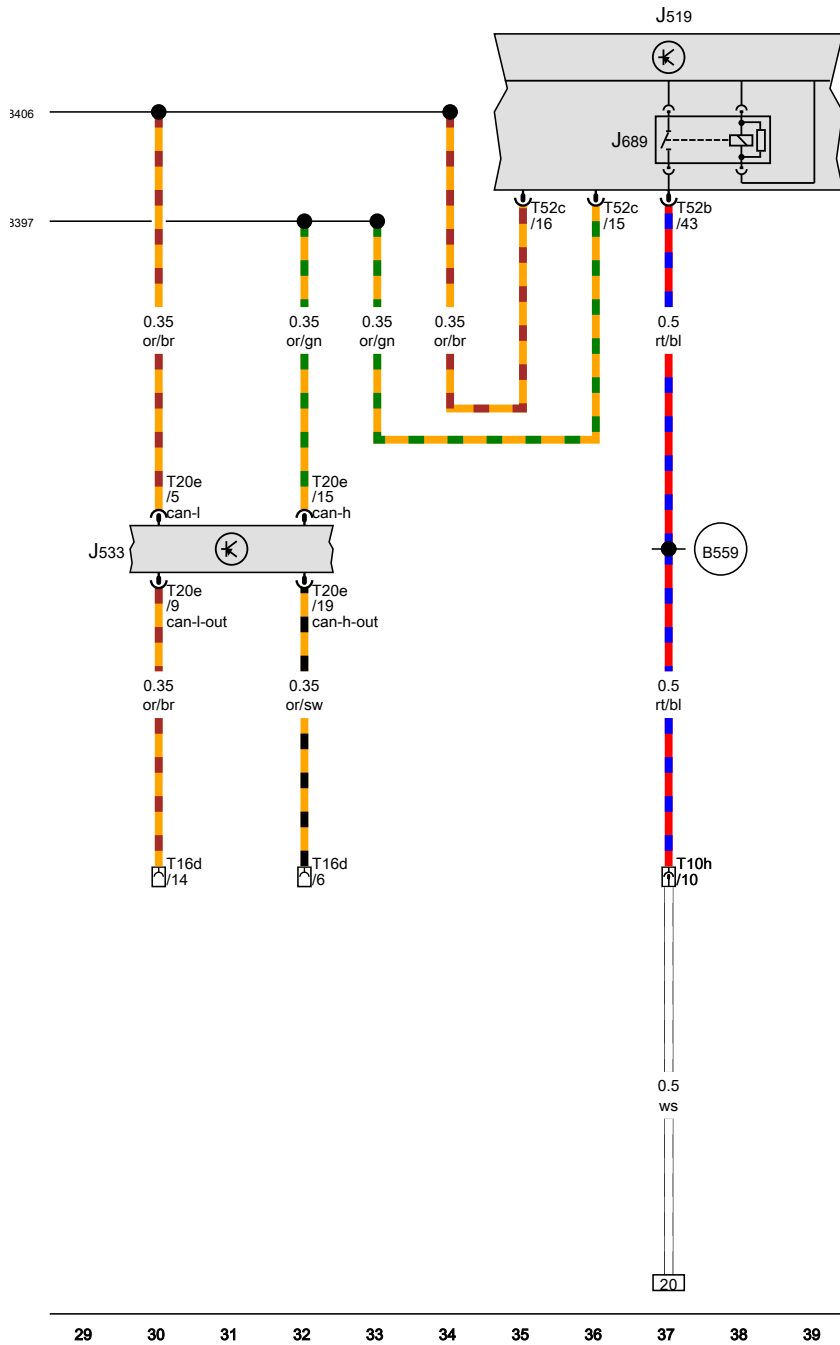 J519
J689
T52c
/16
T52c
/15
T52b
/43
0.35
or/br
0.35
or/gn
0.35
or/gn
0.35
or/br
0.5
rt/bl
T20e
/5
can-l
T20e
/15
can-h
J533
B559
T20e
/9
can-l-out
T20e
/19
can-h-out
0.35
or/br
0.35
or/sw
0.5
rt/bl
T16d
/14
T16d
/6
T10h
/10
0.5
ws
20
29 30 31 32 33 34 35 36 37 38 39